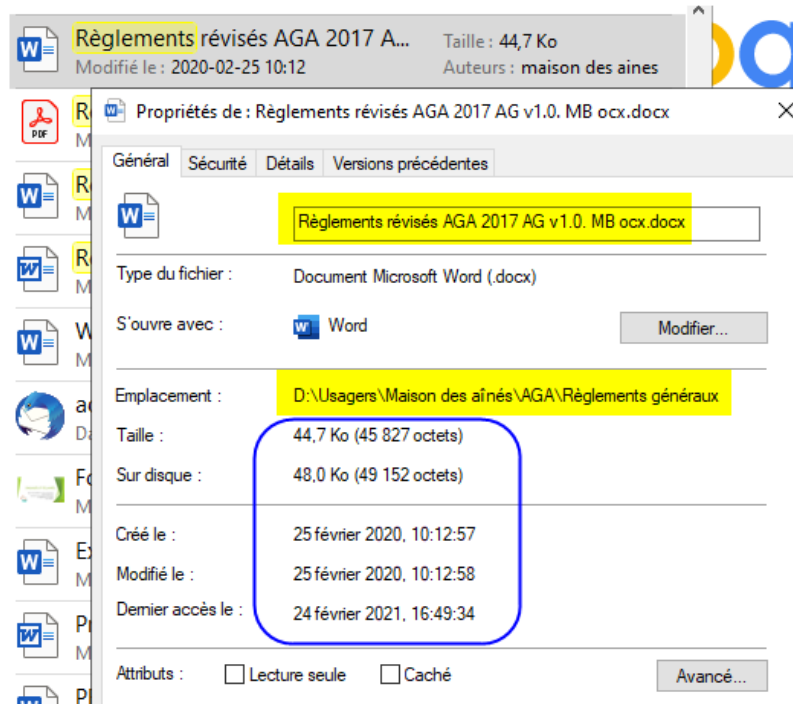 Règlements révisés AGA 2017 A...
Taille : 44,7 Ko
Modifié le : 2020-02-25 10:12
Auteurs : maison des aines
Propriétés de : Règlements révisés AGA 2017 AG v1.0. MB ocx.docx
PDF
Général Sécurité Détails Versions précédentes
Règlements révisés AGA 2017 AG v1.0. MB ocx.docx
Type du fichier : Document Microsoft Word (.docx)
S'ouvre avec : Word Modifier...
Emplacement : D:\Usagers\Maison des aînés\AGA\Règlements généraux
Taille : 44,7 Ko (45 827 octets)
Sur disque : 48,0 Ko (49 152 octets)
Créé le : 25 février 2020, 10:12:57
Modifié le : 25 février 2020, 10:12:58
Dernier accès le : 24 février 2021, 16:49:34
Attributs : Lecture seule Caché Avancé...